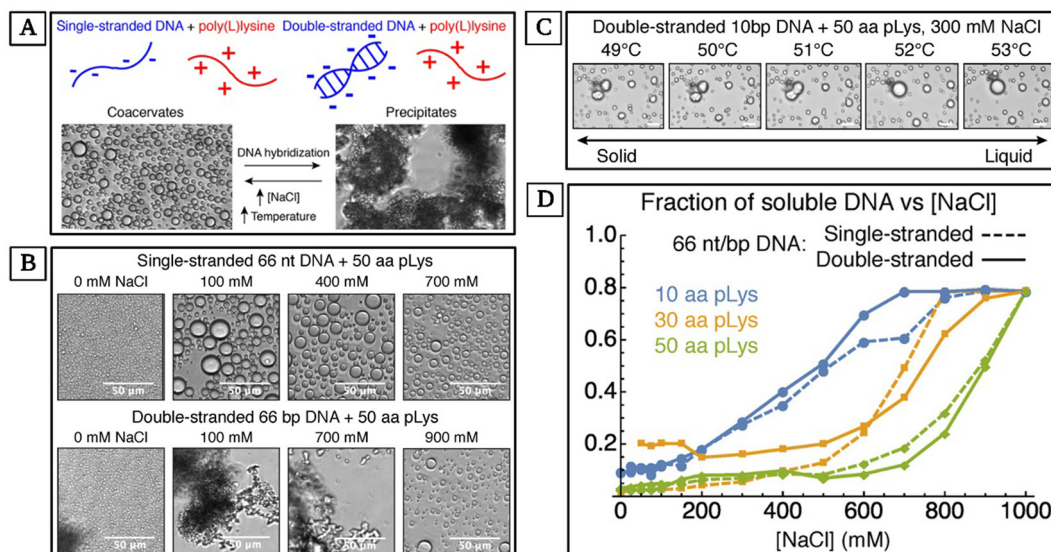 A
Single-stranded DNA + poly(L)lysine
Double-stranded DNA + poly(L)lysine
Coacervates
Precipitates
DNA hybridization
[NaCl]
Temperature
B
Single-stranded 66 nt DNA + 50 aa pLys
0 mM NaCl 100 mM 400 mM 700 mM
50 µm 50 µm 50 µm 50 µm
Double-stranded 66 bp DNA + 50 aa pLys
0 mM NaCl 100 mM 700 mM 900 mM
50 µm 50 µm 50 µm 50 µm
C
Double-stranded 10bp DNA + 50 aa pLys, 300 mM NaCl
49°C 50°C 51°C 52°C 53°C
Solid Liquid
D
Fraction of soluble DNA vs [NaCl]
66 nt/bp DNA: Single-stranded
Double-stranded
10 aa pLys
30 aa pLys
50 aa pLys
1.0
0.8
0.6
0.4
0.2
0 200 400 600 800 1000
[NaCl] (mM)